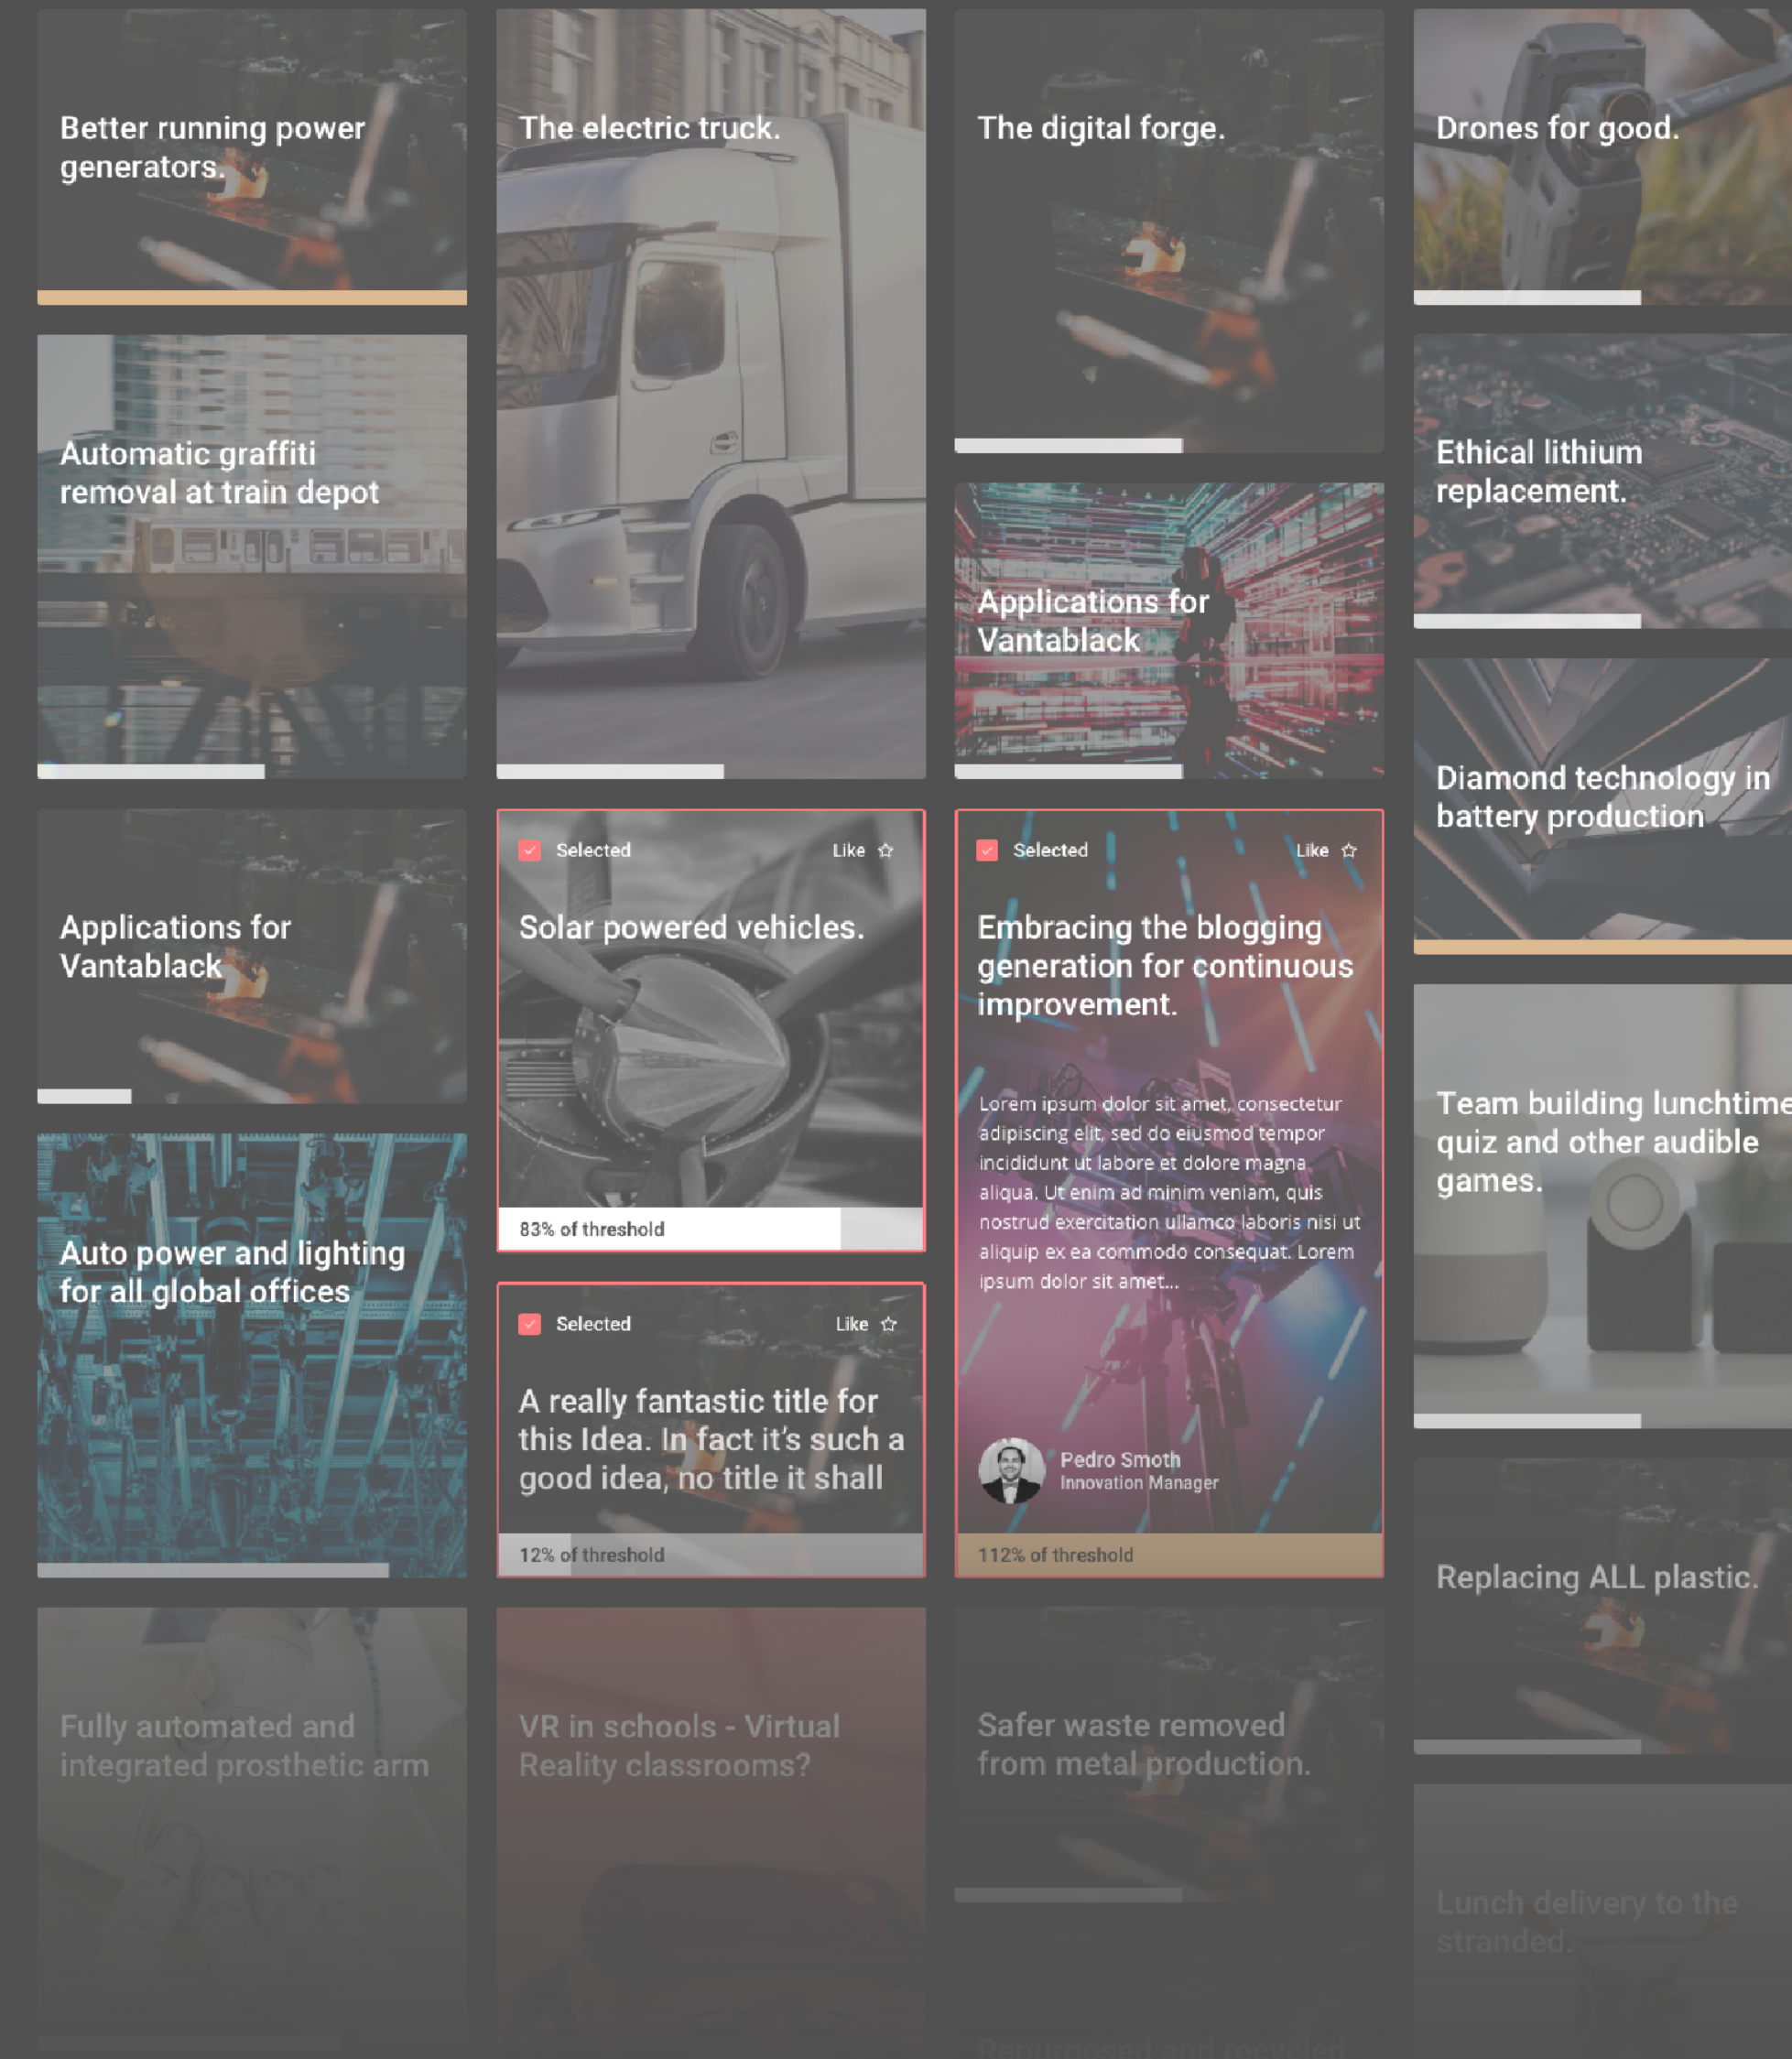 Better running power
generators.
Automatic graffiti
removal at train depot
Applications for
Vantablack
Auto power and lighting
for all global offices
Fully automated and
integrated prosthetic arm
The electric truck.
Selected
Like
Solar powered vehicles.
83% of threshold
Selected
Like
A really fantastic title for
this Idea. In fact it’s such a
good idea, no title it shall
12% of threshold
VR in schools - Virtual
Reality classrooms?
The digital forge.
Applications for
Vantablack
Selected
Like
Embracing the blogging
generation for continuous
improvement.
Lorem ipsum dolor sit amet, consectetur
adipiscing elit, sed do eiusmod tempor
incididunt ut labore et dolore magna
aliqua. Ut enim ad minim veniam, quis
nostrud exercitation ullamco laboris nisi ut
aliquip ex ea commodo consequat. Lorem
ipsum dolor sit amet...
Pedro Smoth
Innovation Manager
112% of threshold
Safer waste removed
from metal production.
Repurposed and recycled
Drones for good.
Ethical lithium
replacement.
Diamond technology in
battery production
Team building lunchtime
quiz and other audible
games.
Replacing ALL plastic.
Lunch delivery to the
stranded.